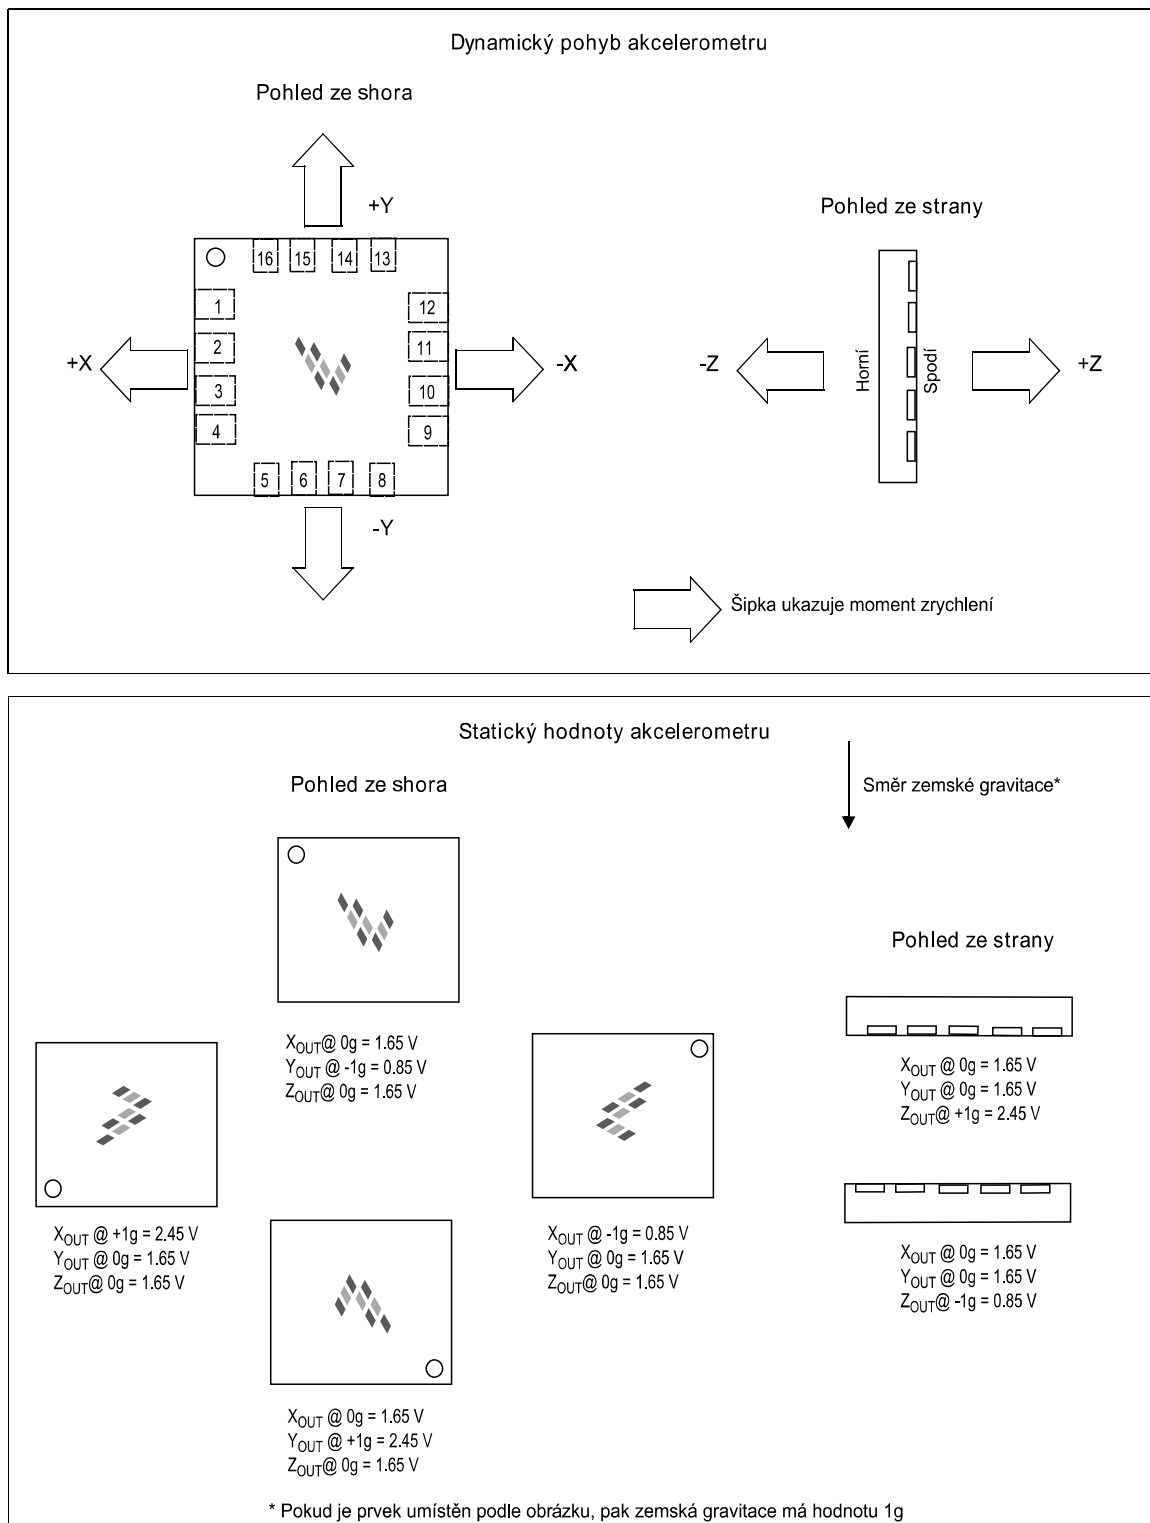 Dynamický pohyb akcelerometru
Pohled ze shora
+Y
Pohled ze strany
16 15 14 13
1
2
3
4
12
11
10
9
+X
-X
5 6 7 8
-Y
-Z
Horní
Spodí
+Z
Šipka ukazuje moment zrychlení
Statický hodnoty akcelerometru
Pohled ze shora
Směr zemské gravitace*
XOUT@ 0g = 1.65 V
YOUT @ -1g = 0.85 V
ZOUT@ 0g = 1.65 V
Pohled ze strany
XOUT @ 0g = 1.65 V
YOUT @ 0g = 1.65 V
ZOUT@ +1g = 2.45 V
XOUT @ +1g = 2.45 V
YOUT @ 0g = 1.65 V
ZOUT@ 0g = 1.65 V
XOUT @ -1g = 0.85 V
YOUT @ 0g = 1.65 V
ZOUT@ 0g = 1.65 V
XOUT @ 0g = 1.65 V
YOUT @ 0g = 1.65 V
ZOUT@ -1g = 0.85 V
XOUT @ 0g = 1.65 V
YOUT @ +1g = 2.45 V
ZOUT@ 0g = 1.65 V
* Pokud je prvek umístěn podle obrázku, pak zemská gravitace má hodnotu 1g